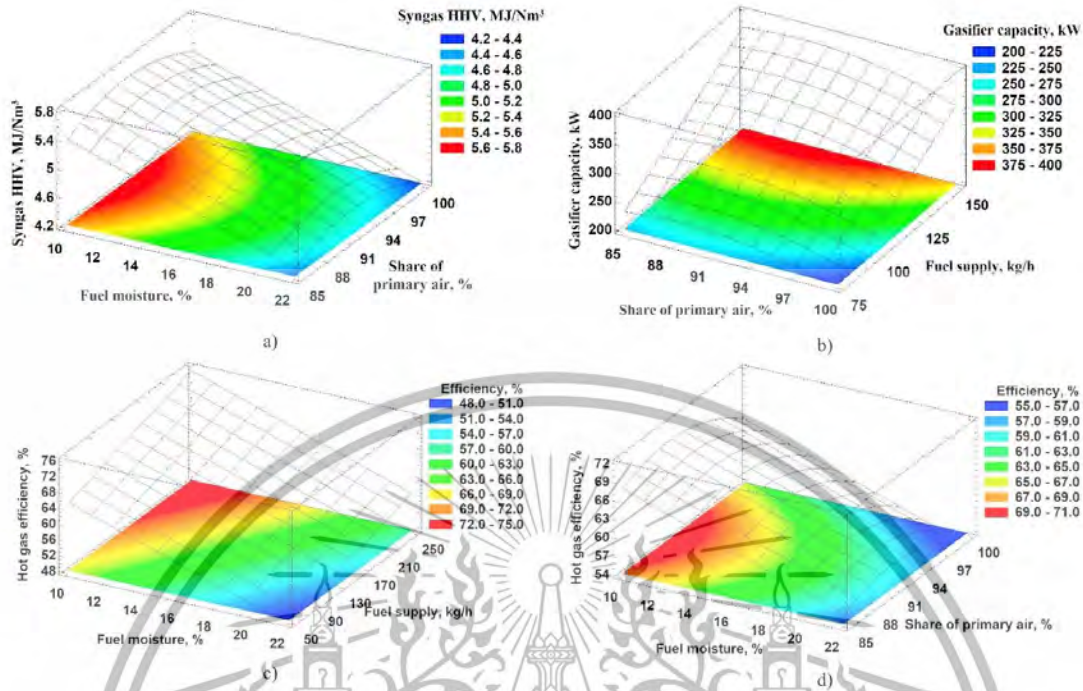 Syngas HHV, MJ/Nm³
4.2 - 4.4
4.4 - 4.6
4.6 - 4.8
4.8 - 5.0
5.0 - 5.2
5.2 - 5.4
5.4 - 5.6
5.6 - 5.8
Syngas HHV, MJ/Nm³
5.8
5.4
5
4.6
4.2
10
12
14
16
18
20
22
Fuel moisture, %
85
88
91
94
97
100
Share of
primary air, %
a)
Gasifier capacity, kW
200 - 225
225 - 250
250 - 275
275 - 300
300 - 325
325 - 350
350 - 375
375 - 400
Gasifier capacity, kW
400
350
300
250
200
85
88
91
94
97
100
Share of primary air, %
75
100
125
150
Fuel supply, kg/h
b)
Efficiency, %
48.0 - 51.0
51.0 - 54.0
54.0 - 57.0
57.0 - 60.0
60.0 - 63.0
63.0 - 66.0
66.0 - 69.0
69.0 - 72.0
72.0 - 75.0
Hot gas efficiency, %
76
72
68
64
60
56
52
48
10
12
14
16
18
20
22
Fuel moisture, %
50
90
130
170
210
250
Fuel supply, kg/h
c)
Efficiency, %
55.0 - 57.0
57.0 - 59.0
59.0 - 61.0
61.0 - 63.0
63.0 - 65.0
65.0 - 67.0
67.0 - 69.0
69.0 - 71.0
Hot gas efficiency, %
72
69
66
63
60
57
54
10
12
14
16
18
20
22
Fuel moisture, %
85
88
91
94
97
100
Share of primary air, %
d)